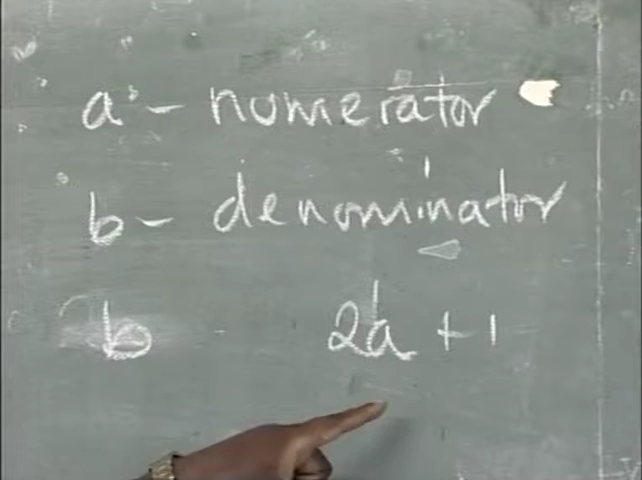 a - numerator
b - denominator
b 2a + 1